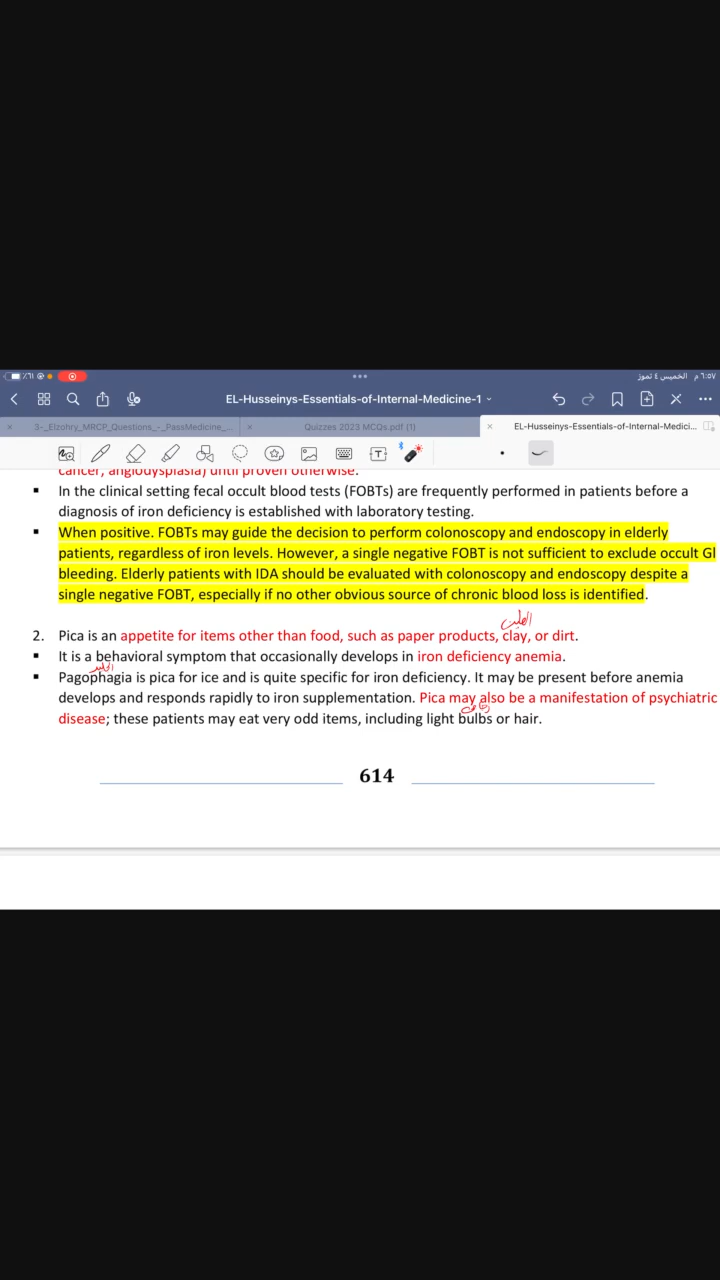 ٪٦١
٦:٥٧ م الخميس ٤ تموز
EL-Husseinys-Essentials-of-Internal-Medicine-1
3-_Elzohry_MRCP_Questions_-_PassMedicine_...
Quizzes 2023 MCQs.pdf (1)
EL-Husseinys-Essentials-of-Internal-Medici...
cancer, angiodysplasia) until proven otherwise.
▪ In the clinical setting fecal occult blood tests (FOBTs) are frequently performed in patients before a
diagnosis of iron deficiency is established with laboratory testing.
▪ When positive. FOBTs may guide the decision to perform colonoscopy and endoscopy in elderly
patients, regardless of iron levels. However, a single negative FOBT is not sufficient to exclude occult GI
bleeding. Elderly patients with IDA should be evaluated with colonoscopy and endoscopy despite a
single negative FOBT, especially if no other obvious source of chronic blood loss is identified.
2. Pica is an appetite for items other than food, such as paper products, clay, or dirt.
▪ It is a behavioral symptom that occasionally develops in iron deficiency anemia.
▪ Pagophagia is pica for ice and is quite specific for iron deficiency. It may be present before anemia
develops and responds rapidly to iron supplementation. Pica may also be a manifestation of psychiatric
disease; these patients may eat very odd items, including light bulbs or hair.
614